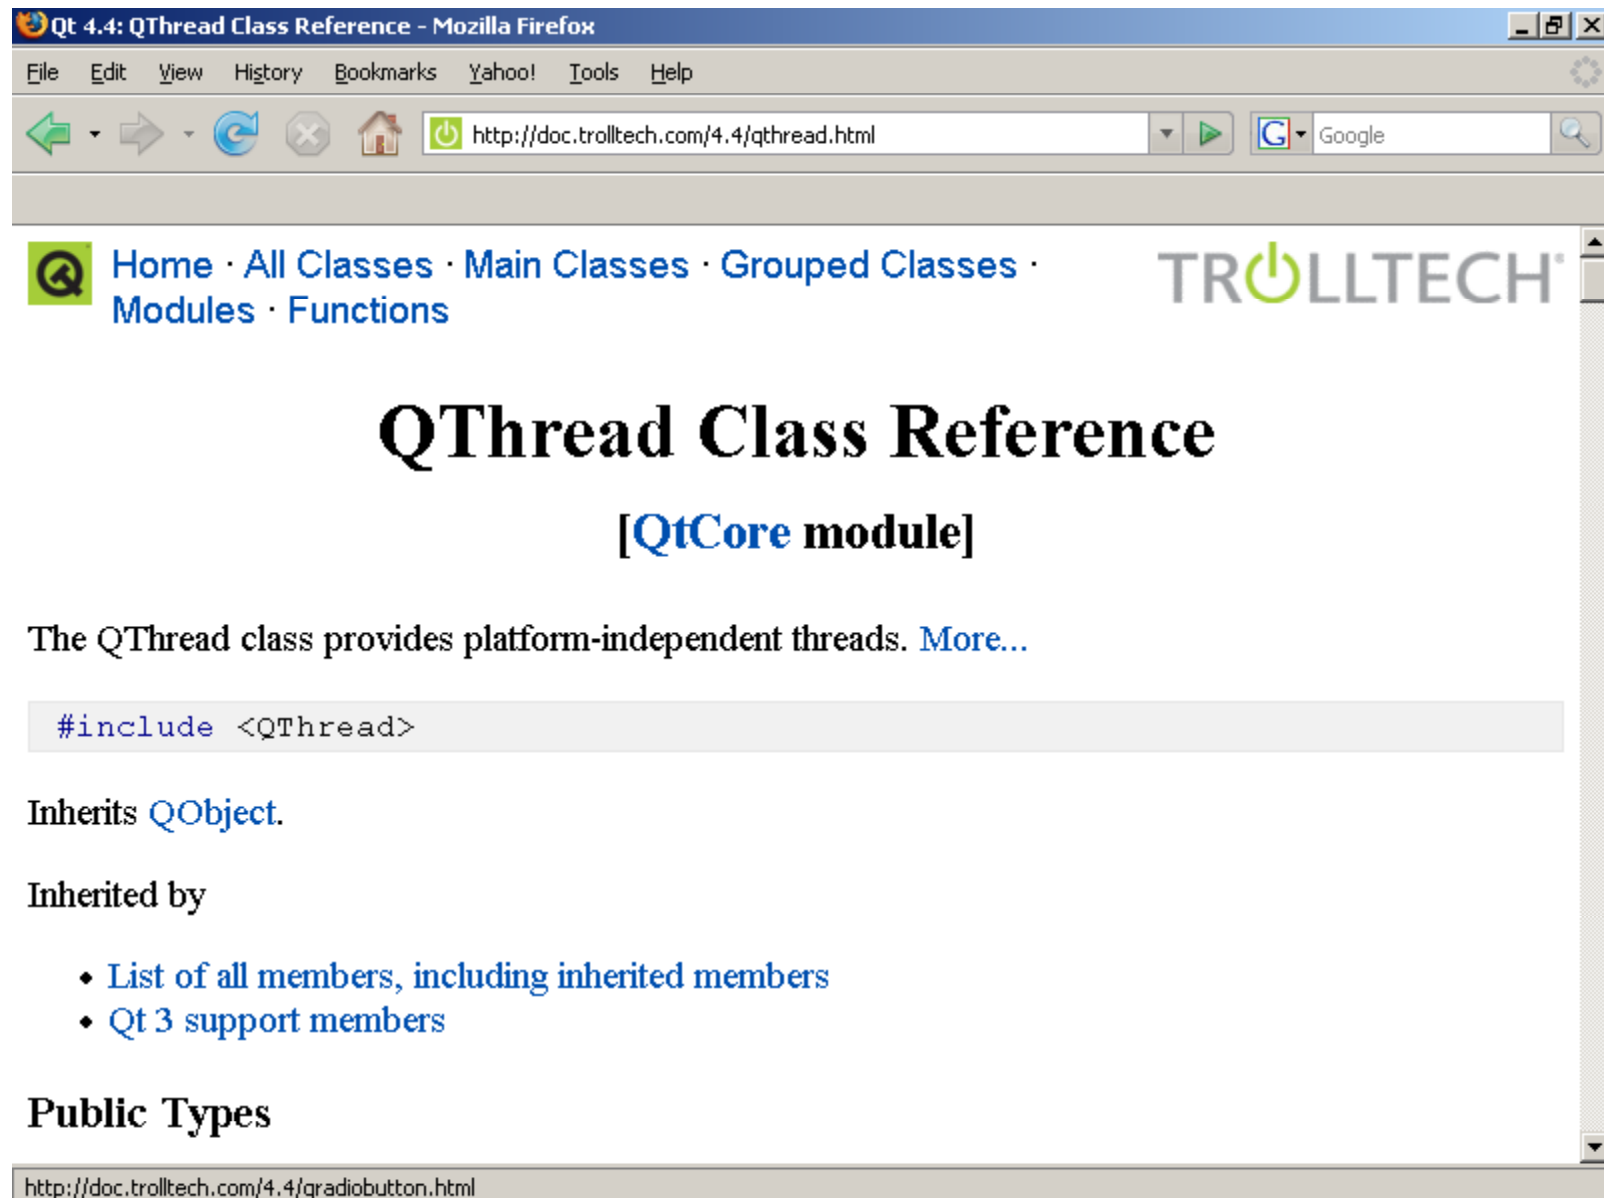 Qt 4.4: QThread Class Reference - Mozilla Firefox
File Edit View History Bookmarks Yahoo! Tools Help
http://doc.trolltech.com/4.4/qthread.html G Google
Home · All Classes · Main Classes · Grouped Classes ·
Modules · Functions
TROLLTECH®
QThread Class Reference
[QtCore module]
The QThread class provides platform-independent threads. More...
#include <QThread>
Inherits QObject.
Inherited by
• List of all members, including inherited members
• Qt 3 support members
Public Types
http://doc.trolltech.com/4.4/qradiobutton.html